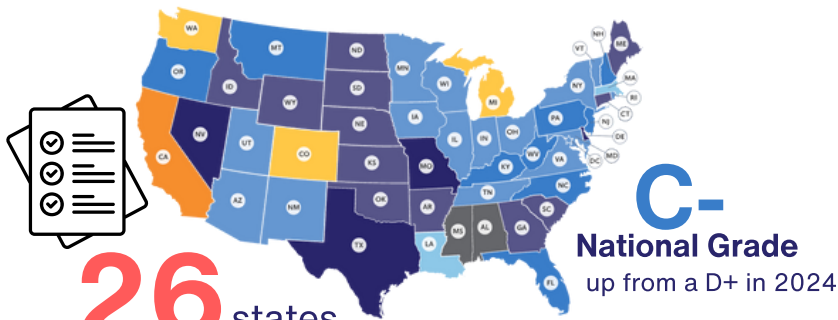 WA
OR
CA
NV
ID
MT
WY
UT
CO
AZ
NM
ND
SD
NE
KS
OK
TX
MN
IA
MO
AR
LA
WI
IL
MS
MI
IN
KY
TN
AL
OH
WV
GA
FL
SC
NC
VA
PA
NY
VT
NH
ME
MA
RI
CT
NJ
DE
MD
DC
C-
National Grade
up from a D+ in 2024
26
states